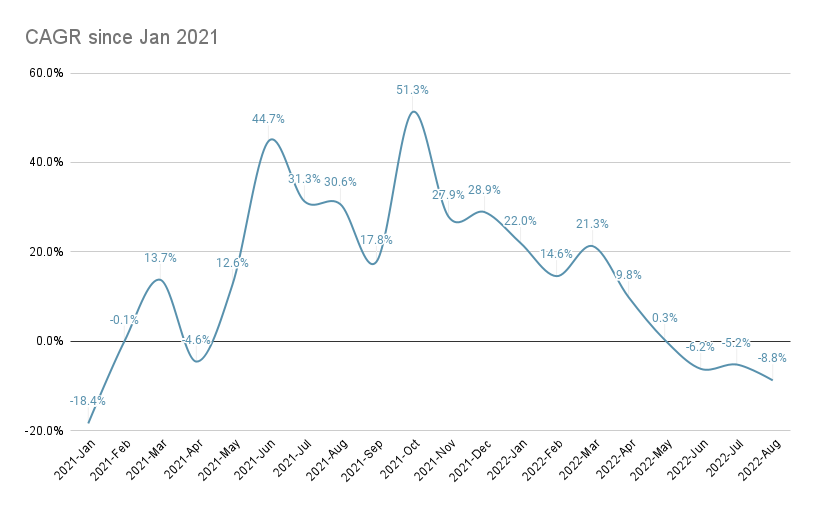 CAGR since Jan 2021
60.0%
40.0%
20.0%
0.0%
-20.0%
-18.4%
-0.1%
13.7%
-4.6%
12.6%
44.7%
31.3%
30.6%
17.8%
51.3%
27.9%
28.9%
22.0%
14.6%
21.3%
9.8%
0.3%
-6.2%
-5.2%
-8.8%
2021-Jan
2021-Feb
2021-Mar
2021-Apr
2021-May
2021-Jun
2021-Jul
2021-Aug
2021-Sep
2021-Oct
2021-Nov
2021-Dec
2022-Jan
2022-Feb
2022-Mar
2022-Apr
2022-May
2022-Jun
2022-Jul
2022-Aug